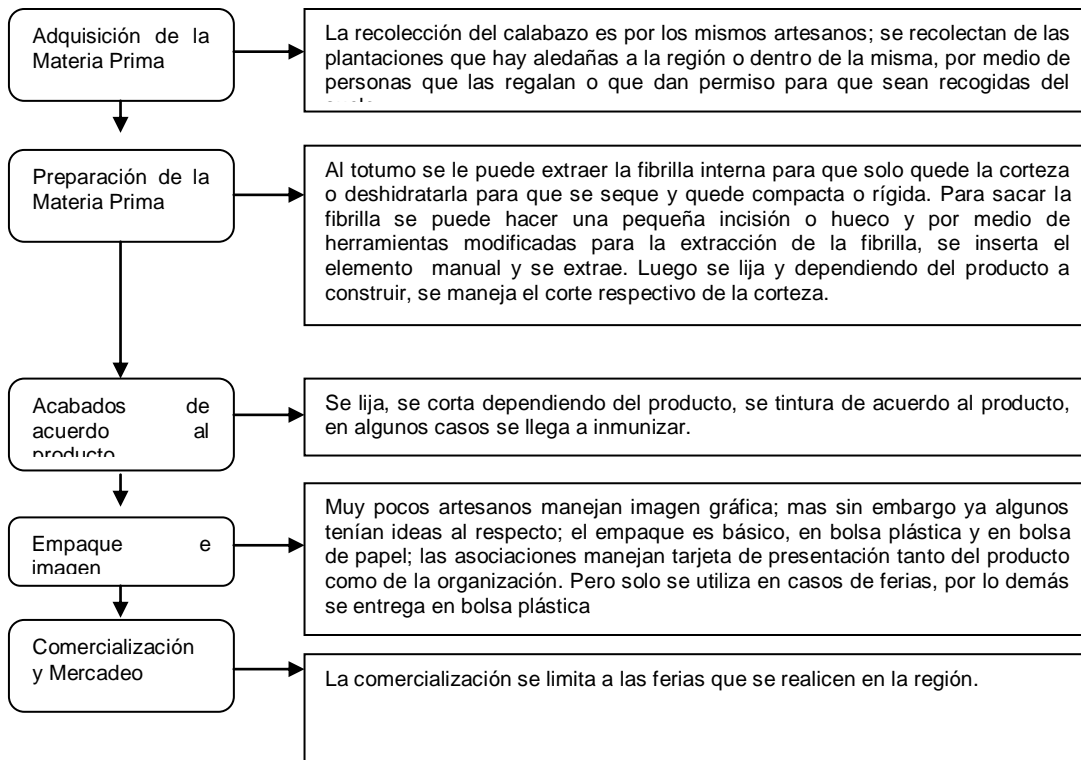 Adquisición de la
Materia Prima
La recolección del calabazo es por los mismos artesanos; se recolectan de las
plantaciones que hay aledañas a la región o dentro de la misma, por medio de
personas que las regalan o que dan permiso para que sean recogidas del
Preparación de la
Materia Prima
Al totumo se le puede extraer la fibrilla interna para que solo quede la corteza
o deshidratarla para que se seque y quede compacta o rígida. Para sacar la
fibrilla se puede hacer una pequeña incisión o hueco y por medio de
herramientas modificadas para la extracción de la fibrilla, se inserta el
elemento manual y se extrae. Luego se lija y dependiendo del producto a
construir, se maneja el corte respectivo de la corteza.
Acabados de
acuerdo al
producto
Se lija, se corta dependiendo del producto, se tintura de acuerdo al producto,
en algunos casos se llega a inmunizar.
Empaque e
imagen
Muy pocos artesanos manejan imagen gráfica; mas sin embargo ya algunos
tenían ideas al respecto; el empaque es básico, en bolsa plástica y en bolsa
de papel; las asociaciones manejan tarjeta de presentación tanto del producto
como de la organización. Pero solo se utiliza en casos de ferias, por lo demás
se entrega en bolsa plástica
Comercialización
y Mercadeo
La comercialización se limita a las ferias que se realicen en la región.